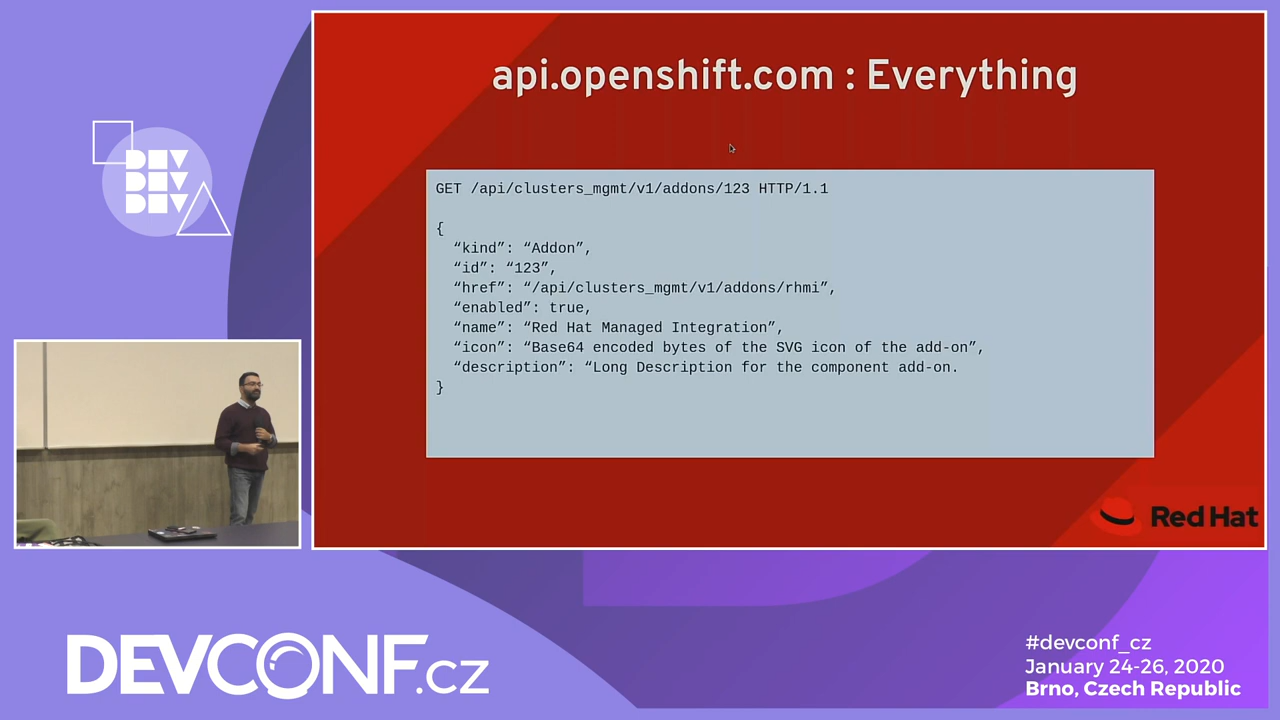 api.openshift.com : Everything
DEV
DEV
DEV
GET /api/clusters_mgmt/v1/addons/123 HTTP/1.1
{
“kind”: “Addon”,
“id”: “123”,
“href”: “/api/clusters_mgmt/v1/addons/rhmi”,
“enabled”: true,
“name”: “Red Hat Managed Integration”,
“icon”: “Base64 encoded bytes of the SVG icon of the add-on”,
“description”: “Long Description for the component add-on.
}
Red Hat
DEVCONF.cz
#devconf_cz
January 24-26, 2020
Brno, Czech Republic